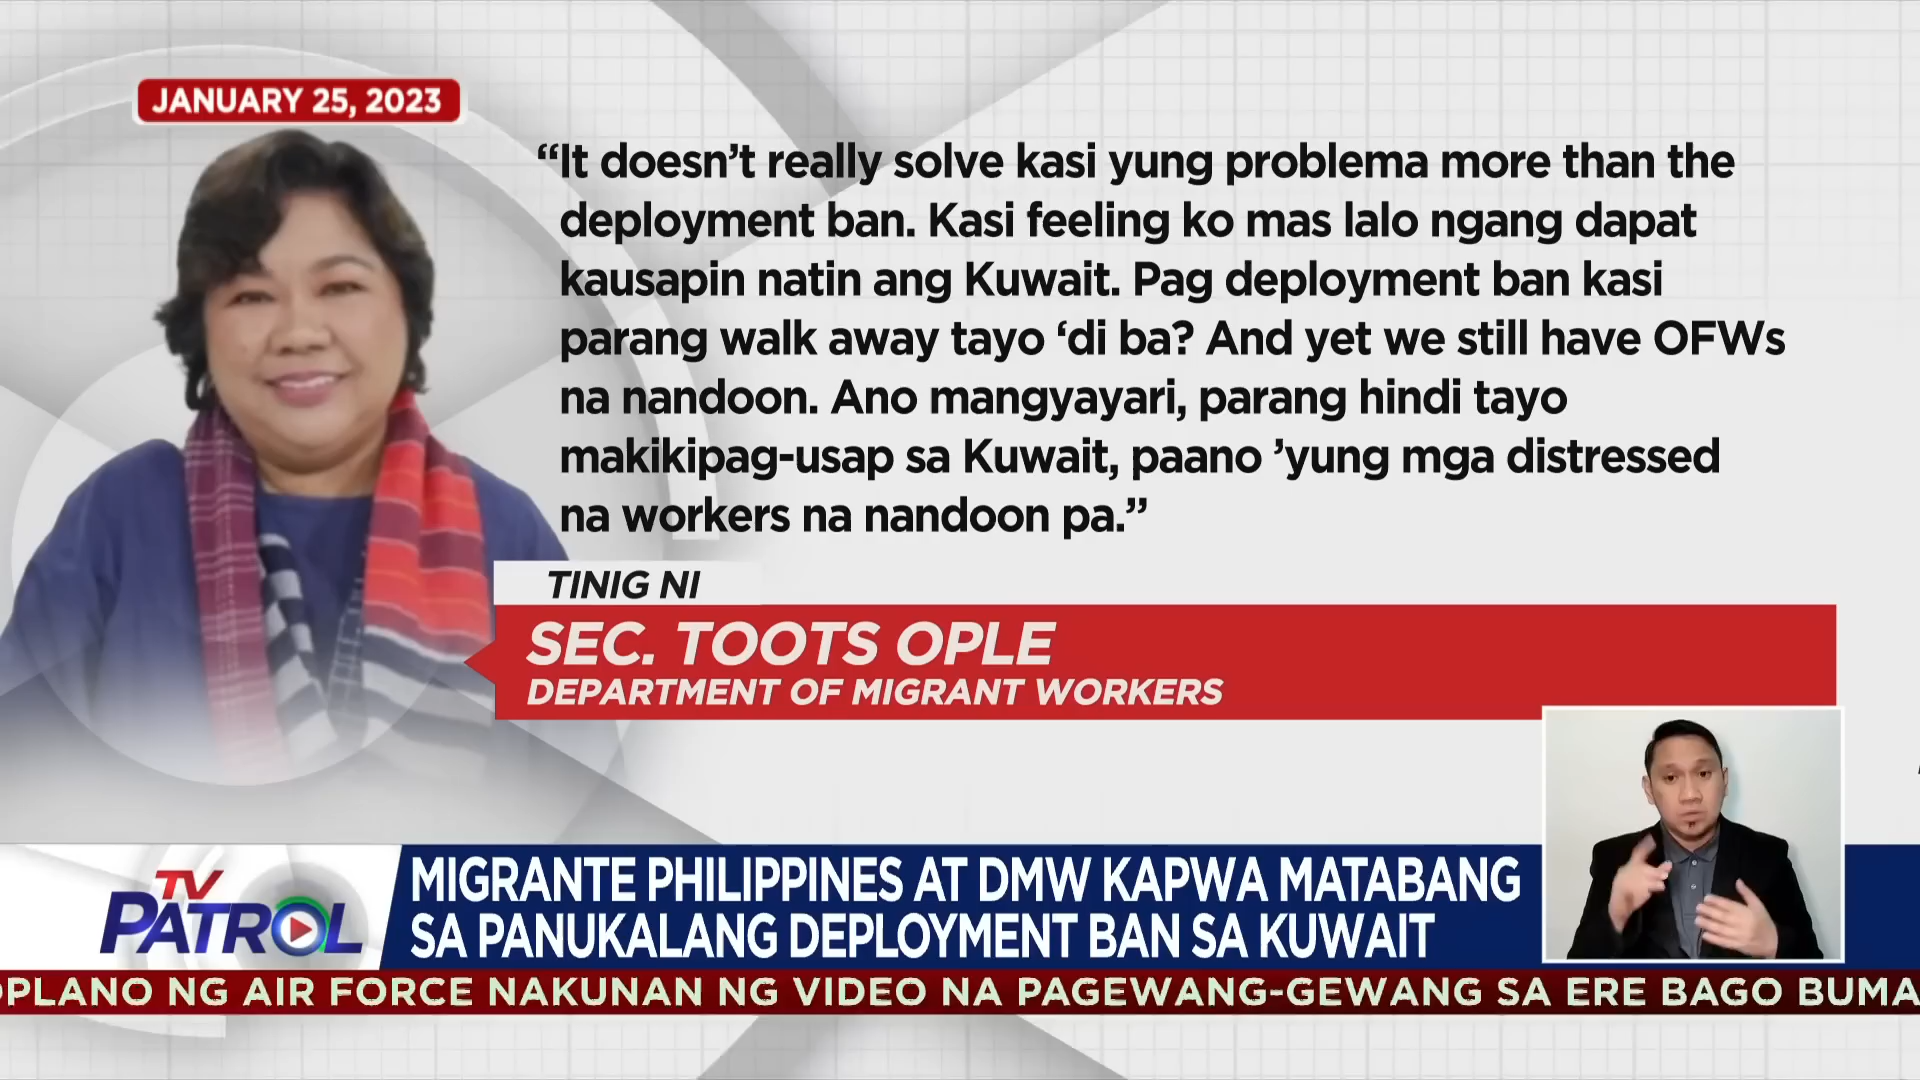 JANUARY 25, 2023
“It doesn’t really solve kasi yung problema more than the
deployment ban. Kasi feeling ko mas lalo ngang dapat
kausapin natin ang Kuwait. Pag deployment ban kasi
parang walk away tayo ‘di ba? And yet we still have OFWs
na nandoon. Ano mangyayari, parang hindi tayo
makikipag-usap sa Kuwait, paano ’yung mga distressed
na workers na nandoon pa.”
TINIG NI
SEC. TOOTS OPLE
DEPARTMENT OF MIGRANT WORKERS
TV
PATROL
MIGRANTE PHILIPPINES AT DMW KAPWA MATABANG
SA PANUKALANG DEPLOYMENT BAN SA KUWAIT
OPLANO NG AIR FORCE NAKUNAN NG VIDEO NA PAGEWANG-GEWANG SA ERE BAGO BUMA